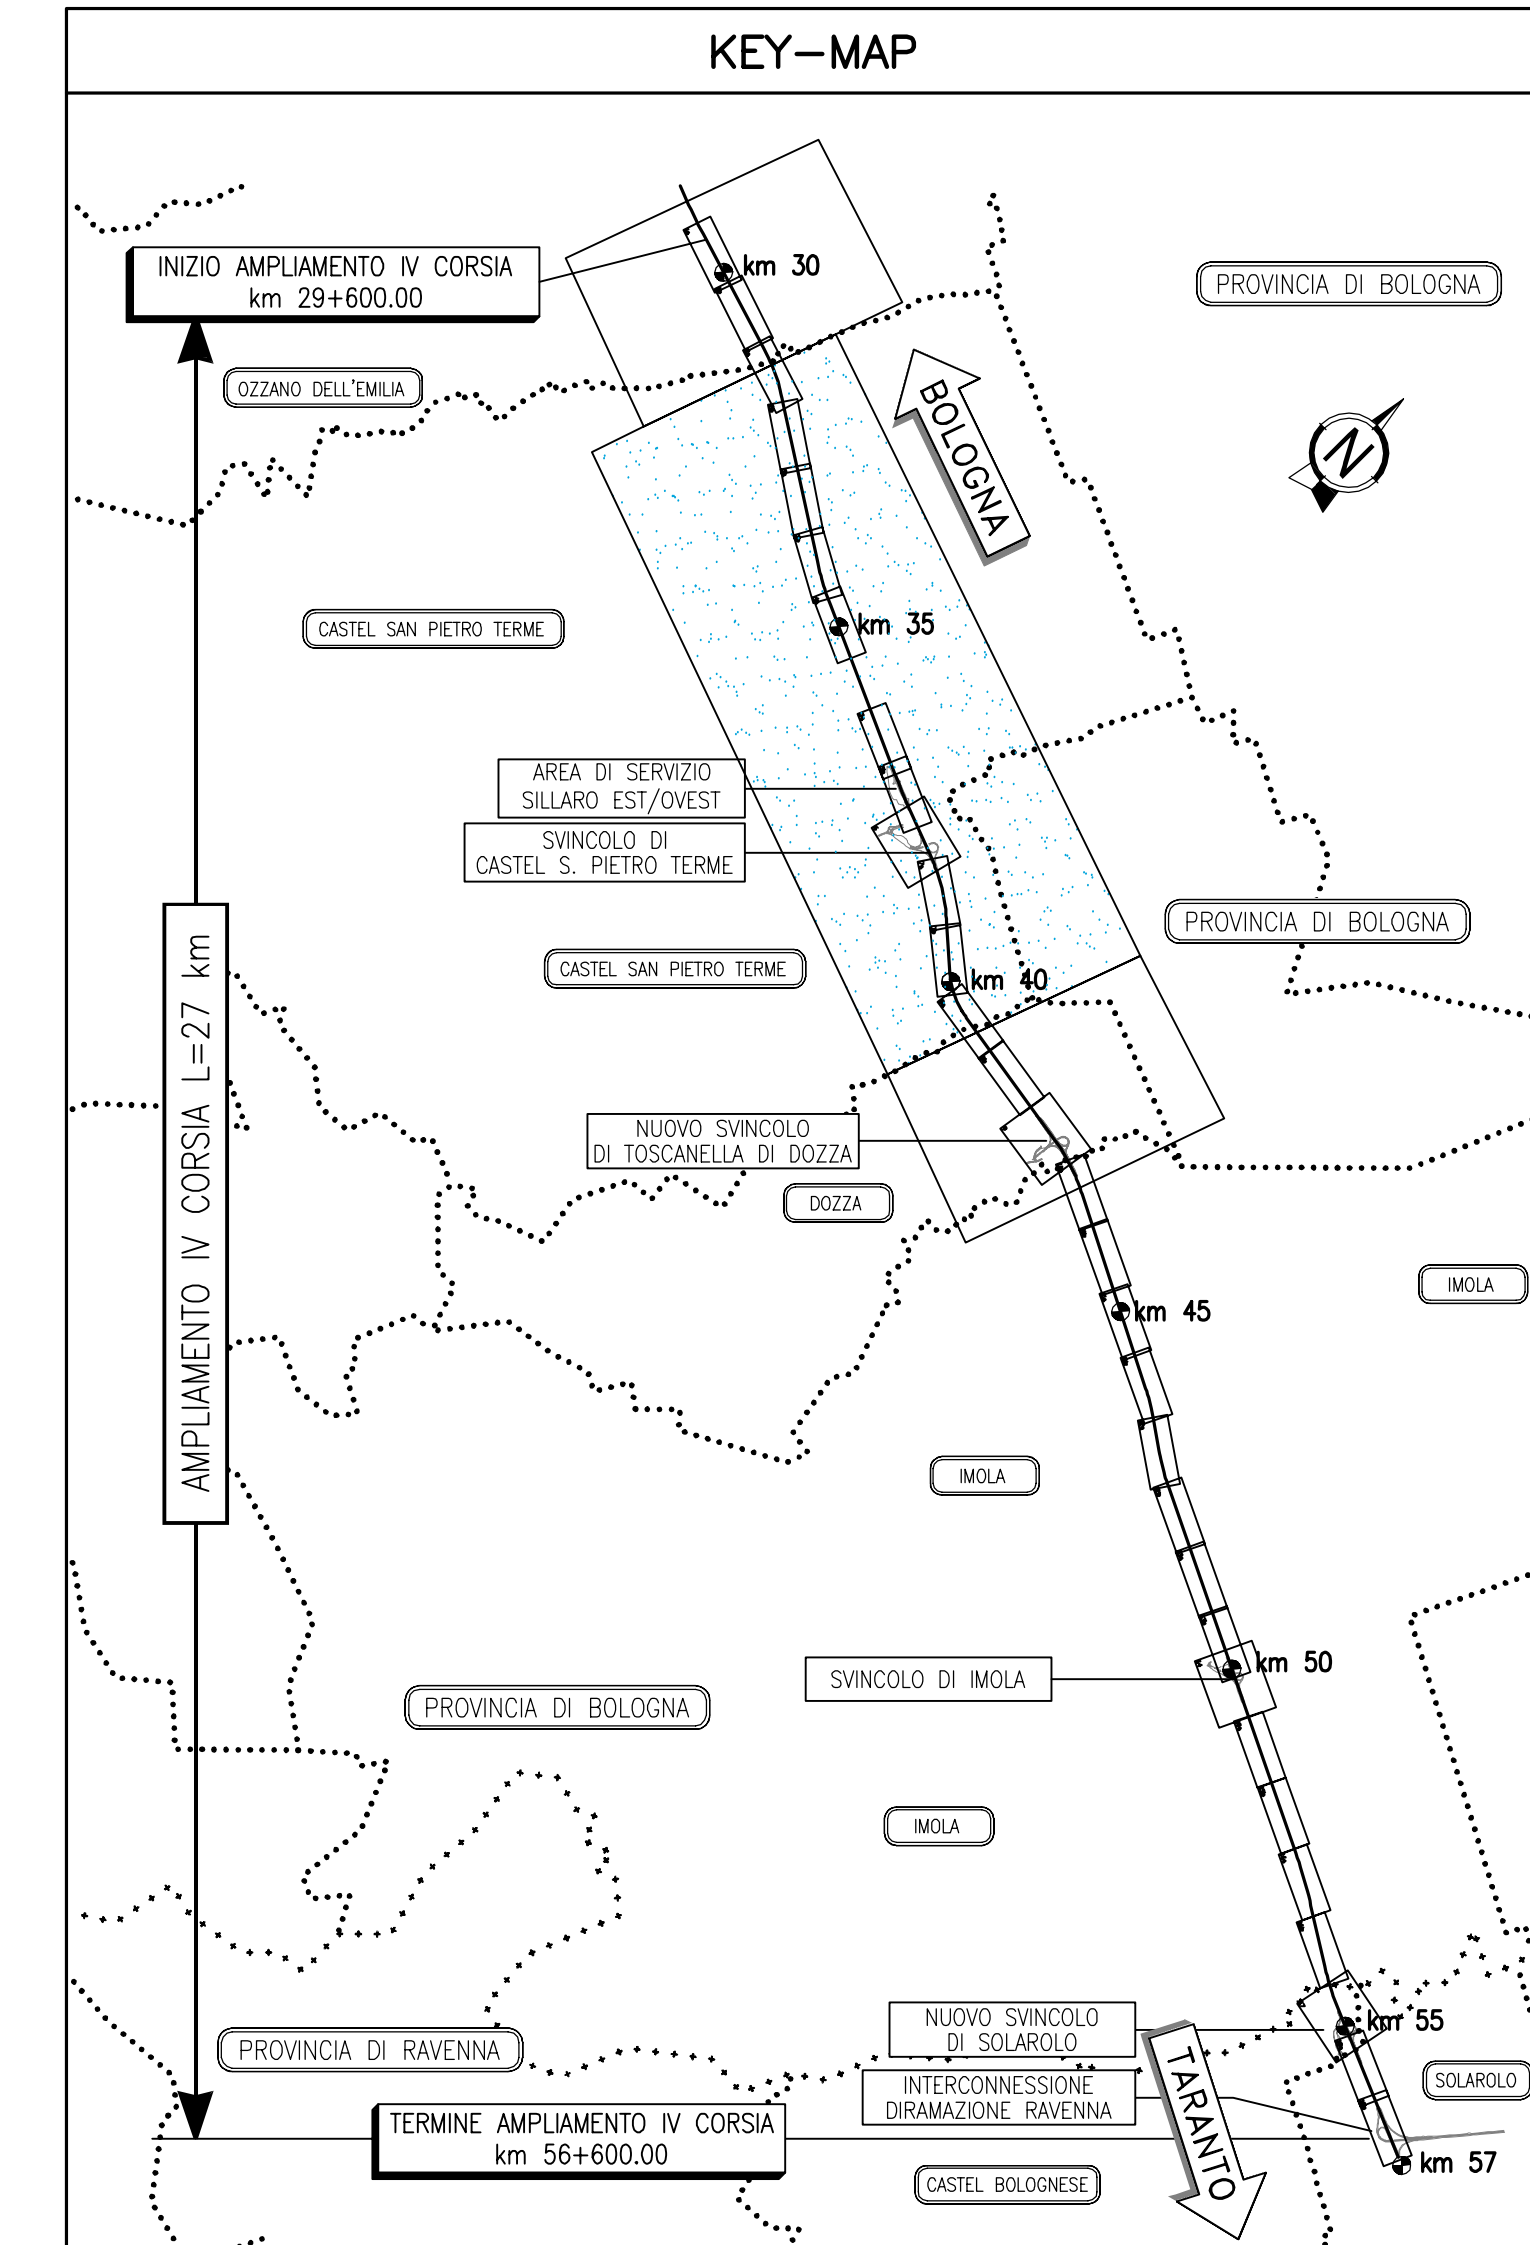 KEY-MAP
INIZIO AMPLIAMENTO IV CORSIA
km 29+600.00
km 30
PROVINCIA DI BOLOGNA
OZZANO DELL'EMILIA
BOLOGNA
N
CASTEL SAN PIETRO TERME
km 35
AREA DI SERVIZIO
SILLARO EST/OVEST
SVINCOLO DI
CASTEL S. PIETRO TERME
PROVINCIA DI BOLOGNA
CASTEL SAN PIETRO TERME
km 40
AMPLIAMENTO IV CORSIA L=27 km
NUOVO SVINCOLO
DI TOSCANELLA DI DOZZA
DOZZA
IMOLA
km 45
IMOLA
km 50
SVINCOLO DI IMOLA
PROVINCIA DI BOLOGNA
IMOLA
NUOVO SVINCOLO
DI SOLAROLO
km 55
PROVINCIA DI RAVENNA
SOLAROLO
INTERCONNESSIONE
DIRAMAZIONE RAVENNA
TARANTO
TERMINE AMPLIAMENTO IV CORSIA
km 56+600.00
km 57
CASTEL BOLOGNESE